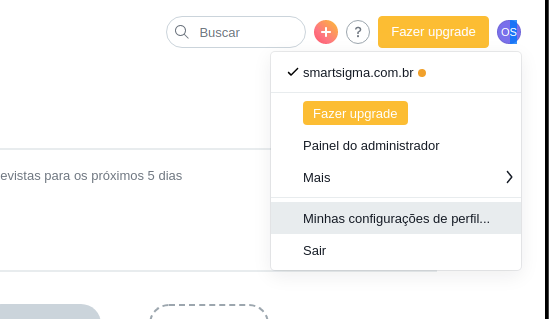 Buscar
?
Fazer upgrade
OS
smartsigma.com.br
Fazer upgrade
Painel do administrador
evistas para os próximos 5 dias
Mais
Minhas configurações de perfil...
Sair